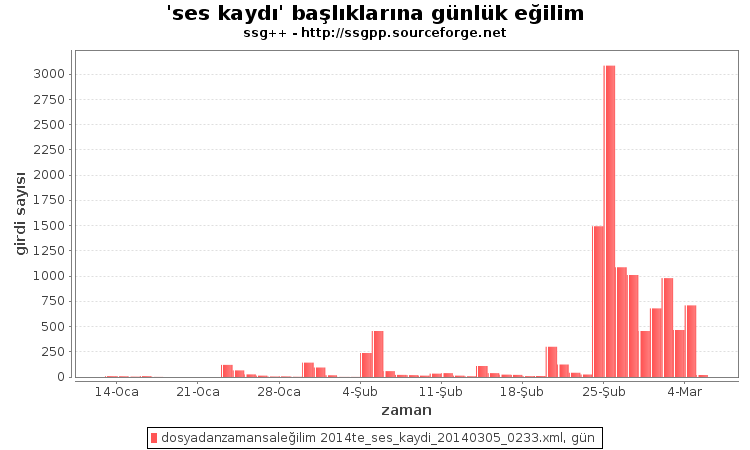 'ses kaydı' başlıklarına günlük eğilim
ssg++ - http://ssgpp.sourceforge.net
girdi sayısı
3000
2750
2500
2250
2000
1750
1500
1250
1000
750
500
250
0
14-Oca 21-Oca 28-Oca 4-Şub 11-Şub 18-Şub 25-Şub 4-Mar
zaman
dosyadanzamansaleğilim 2014te_ses_kaydi_20140305_0233.xml, gün